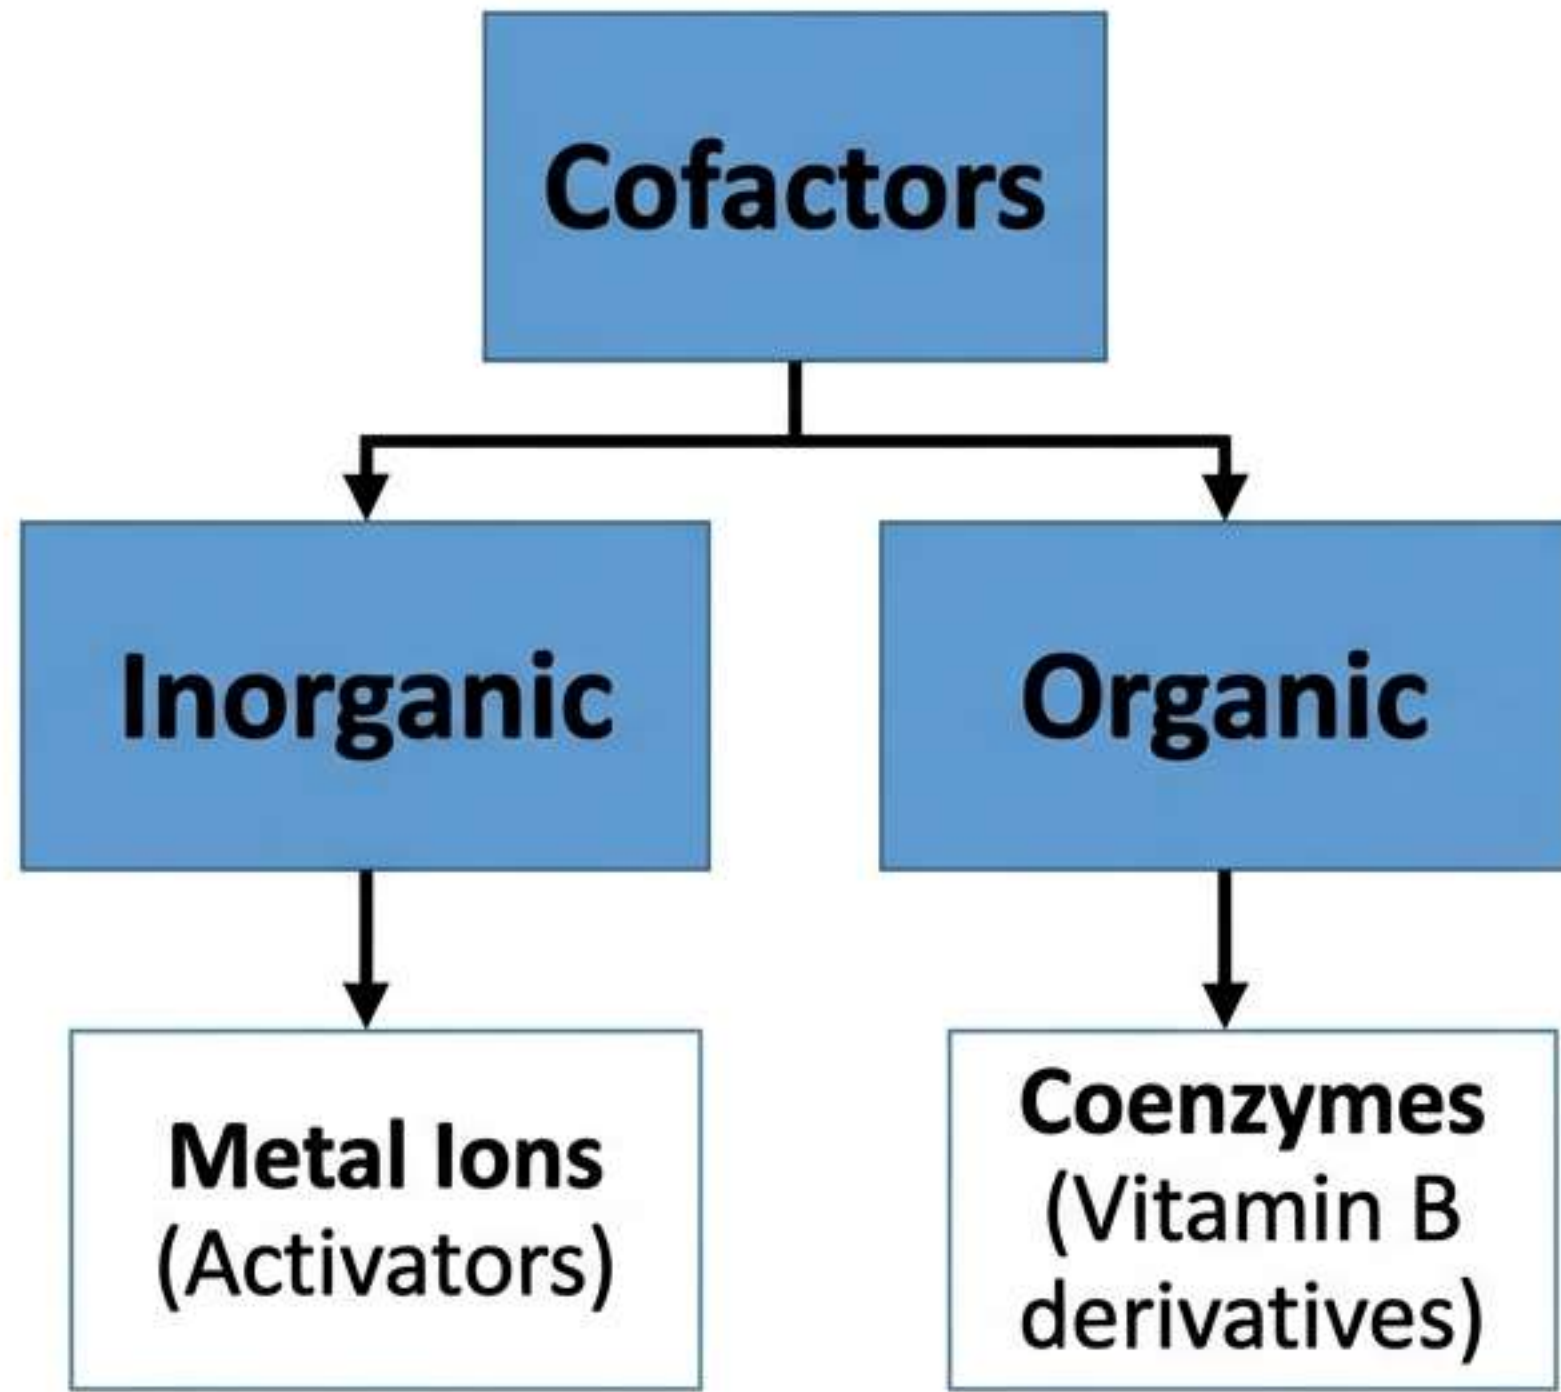 Cofactors
Inorganic
Organic
Metal Ions
(Activators)
Coenzymes
(Vitamin B
derivatives)